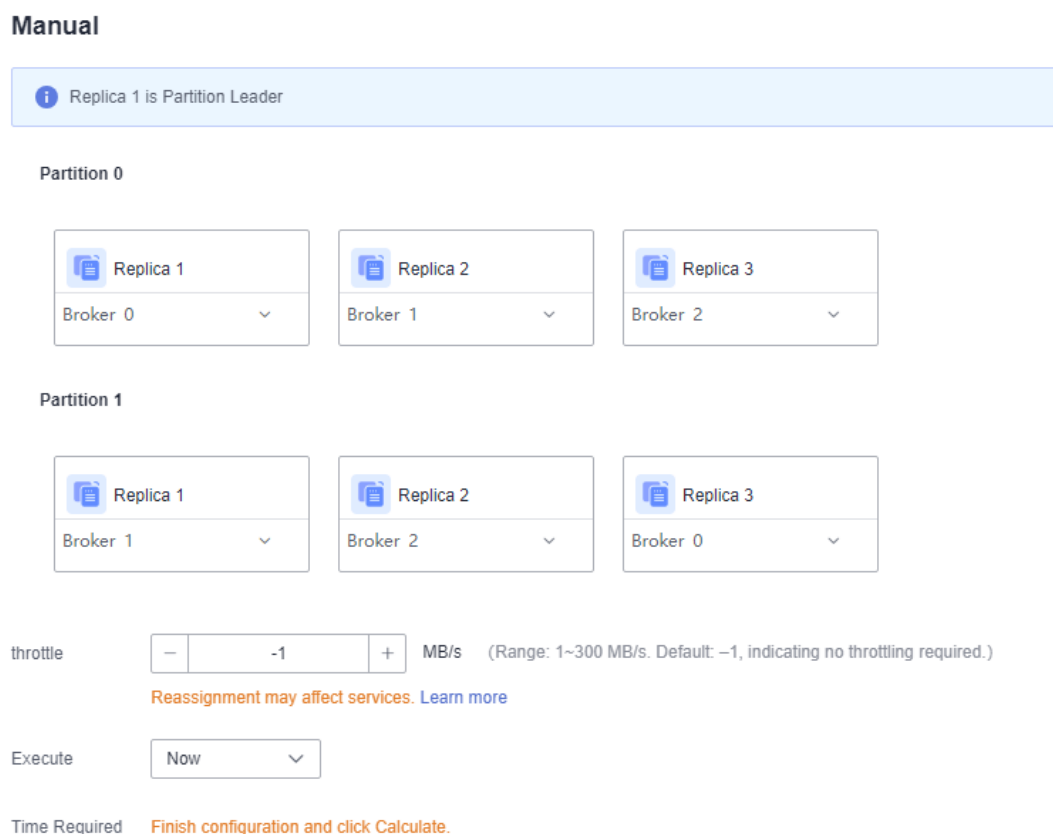 Manual
Replica 1 is Partition Leader
Partition 0
Replica 1 Replica 2 Replica 3
Broker 0 Broker 1 Broker 2
Partition 1
Replica 1 Replica 2 Replica 3
Broker 1 Broker 2 Broker 0
throttle − -1 + MB/s (Range: 1~300 MB/s. Default: –1, indicating no throttling required.)
Reassignment may affect services. Learn more
Execute Now
Time Required Finish configuration and click Calculate.